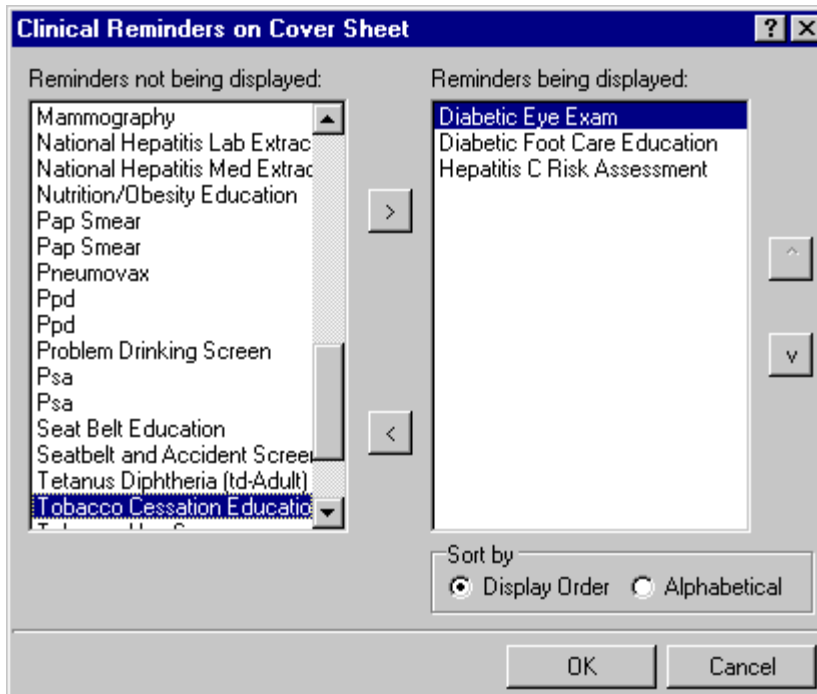 Clinical Reminders on Cover Sheet
? X
Reminders not being displayed:
Mammography
National Hepatitis Lab Extrac
National Hepatitis Med Extrac
Nutrition/Obesity Education
Pap Smear
Pap Smear
Pneumovax
Ppd
Ppd
Problem Drinking Screen
Psa
Psa
Seat Belt Education
Seatbelt and Accident Screen
Tetanus Diphtheria (td-Adult)
Tobacco Cessation Educatio
>
<
Reminders being displayed:
Diabetic Eye Exam
Diabetic Foot Care Education
Hepatitis C Risk Assessment
^
v
Sort by
Display Order
Alphabetical
OK
Cancel